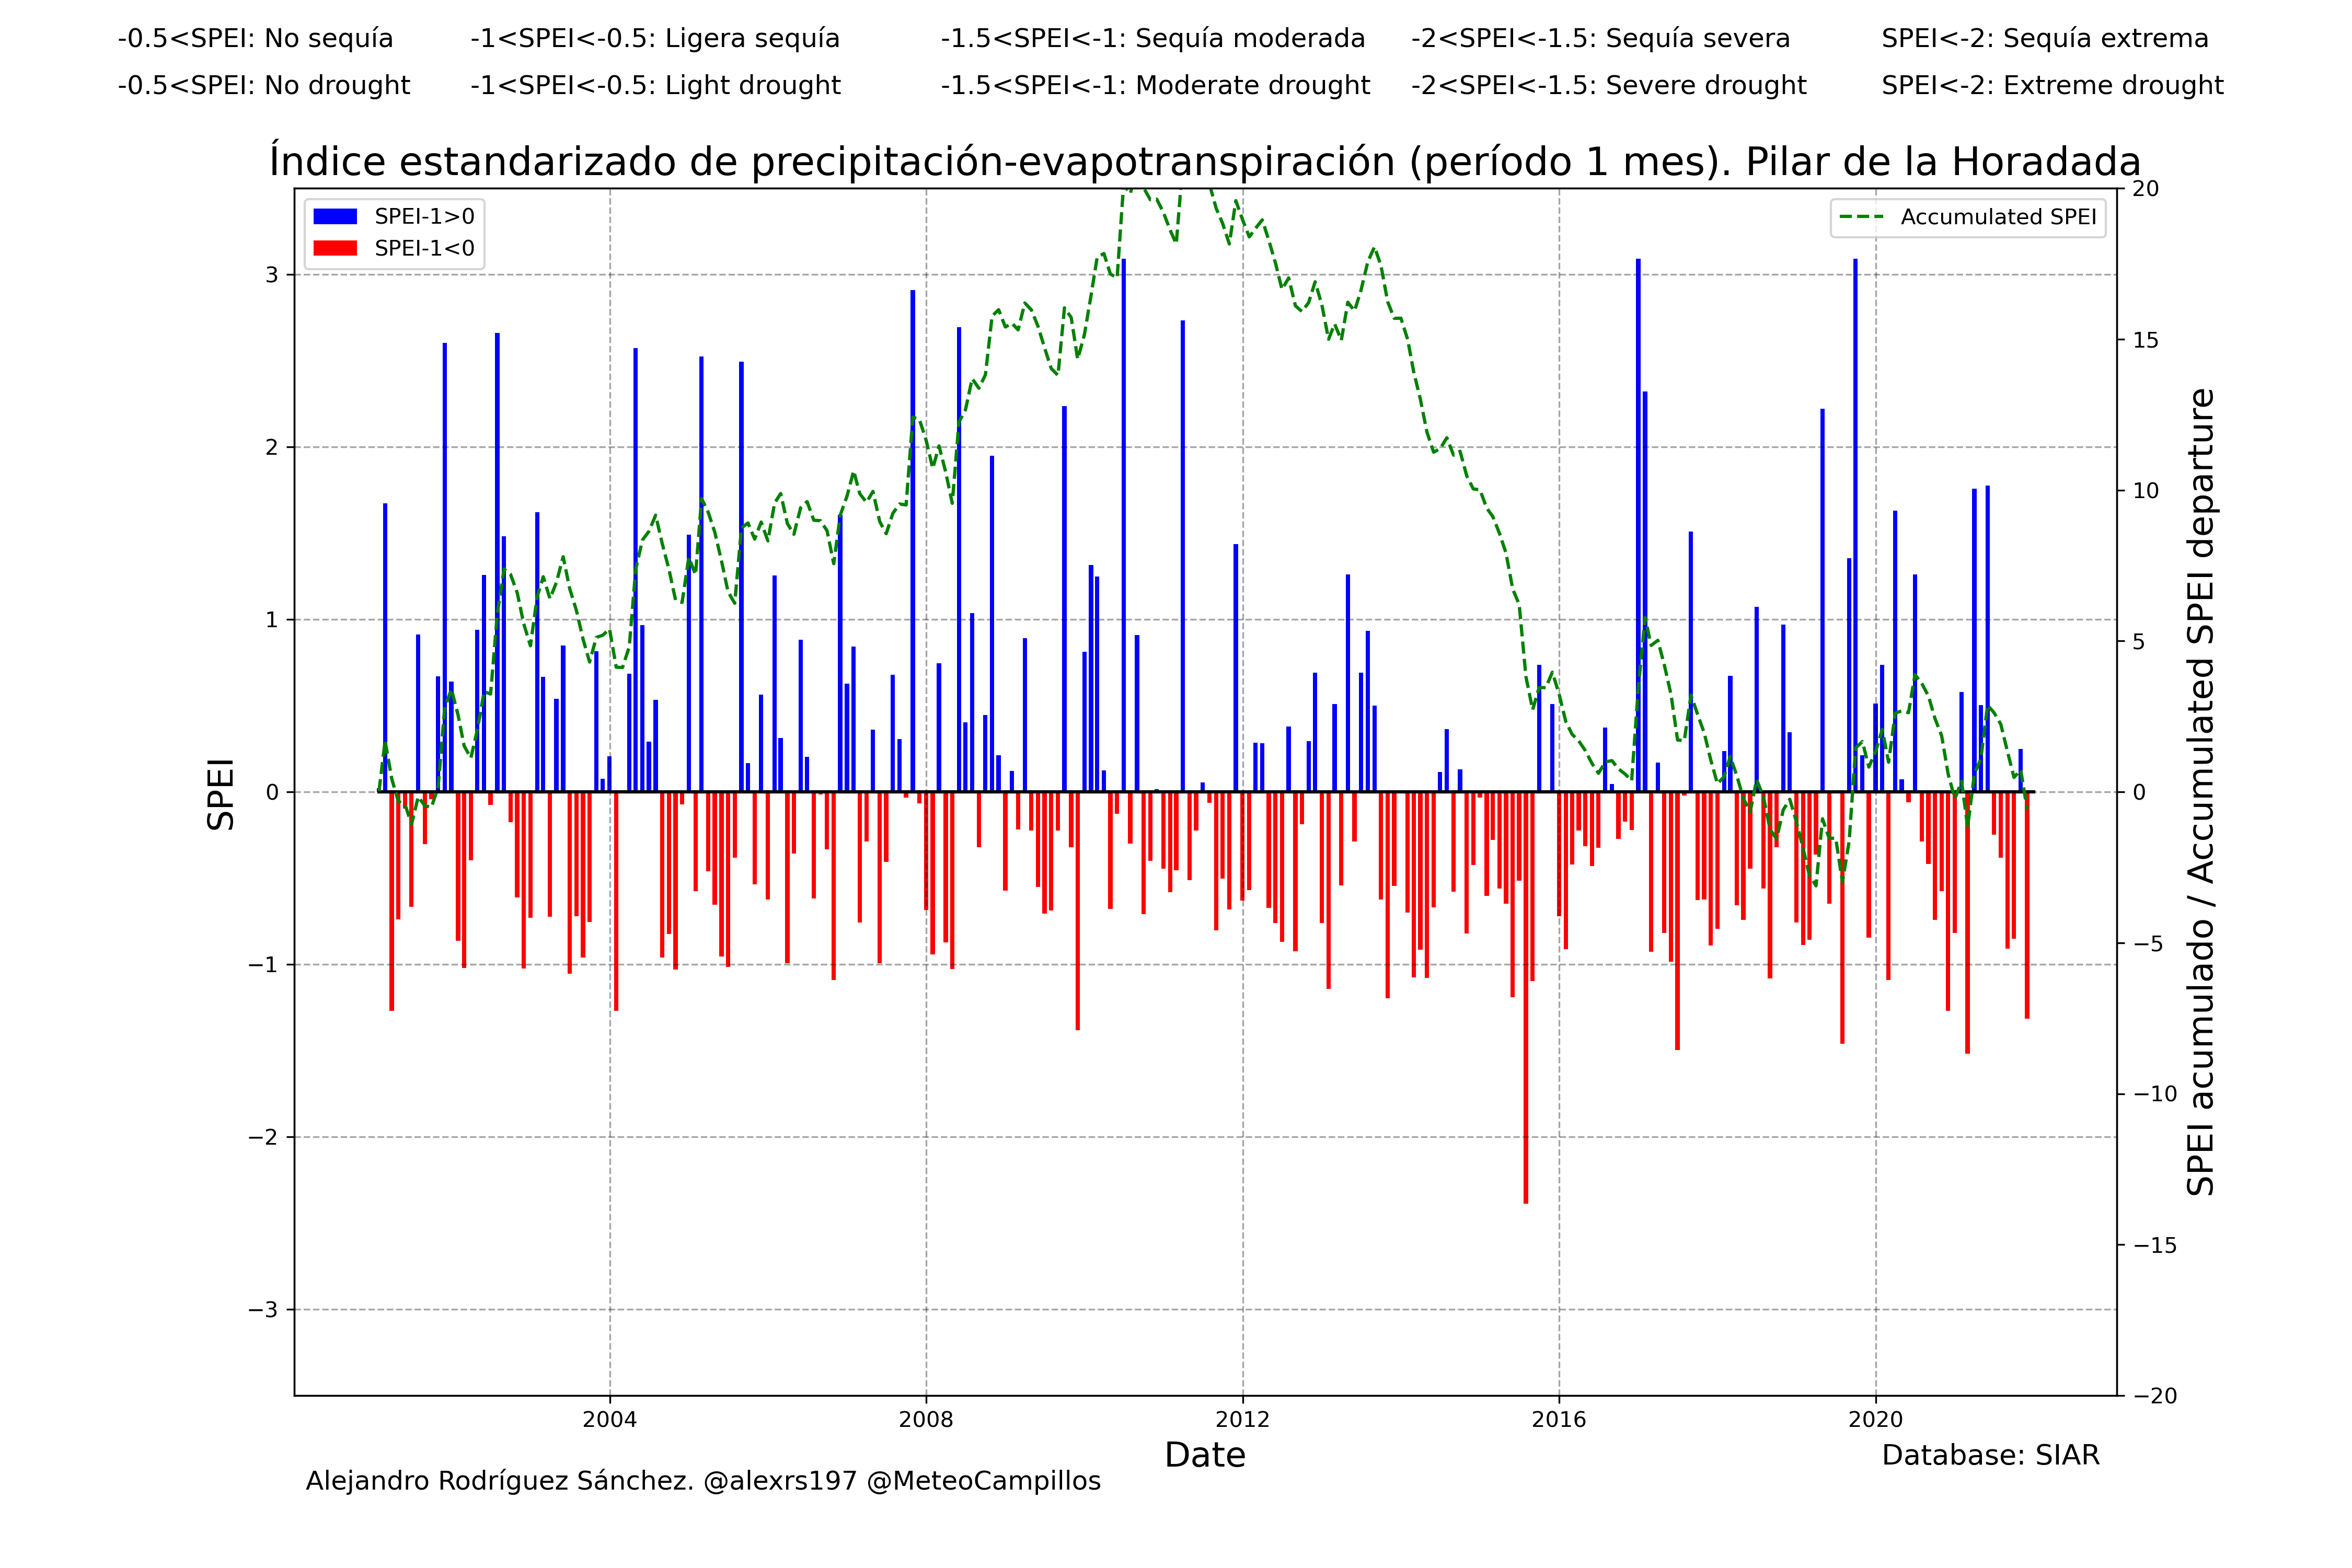 -0.5<SPEI: No sequía -1<SPEI<-0.5: Ligera sequía -1.5<SPEI<-1: Sequía moderada -2<SPEI<-1.5: Sequía severa SPEI<-2: Sequía extrema
-0.5<SPEI: No drought -1<SPEI<-0.5: Light drought -1.5<SPEI<-1: Moderate drought -2<SPEI<-1.5: Severe drought SPEI<-2: Extreme drought
Índice estandarizado de precipitación-evapotranspiración (período 1 mes). Pilar de la Horadada
SPEI-1>0
SPEI-1<0
Accumulated SPEI
SPEI
3
2
1
0
−1
−2
−3
20
15
10
5
0
−5
−10
−15
−20
SPEI acumulado / Accumulated SPEI departure
2004 2008 2012 2016 2020
Date
Database: SIAR
Alejandro Rodríguez Sánchez. @alexrs197 @MeteoCampillos